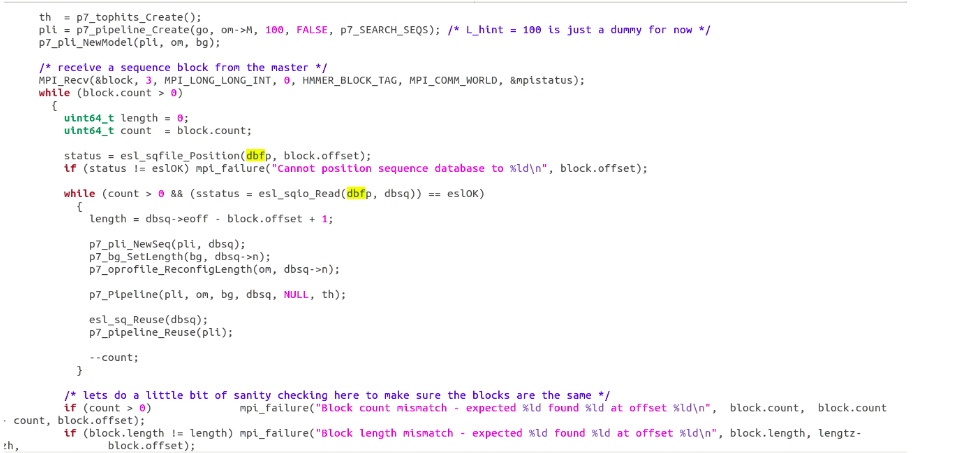 th  = p7_tophits_Create();
pli = p7_pipeline_Create(go, om->M, 100, FALSE, p7_SEARCH_SEQS); /* L_hint = 100 is just a dummy for now */
p7_pli_NewModel(pli, om, bg);
/* receive a sequence block from the master */
MPI_Recv(&block, 3, MPI_LONG_LONG_INT, 0, HMMER_BLOCK_TAG, MPI_COMM_WORLD, &mpistatus);
while (block.count > 0)
{
uint64_t length = 0;
uint64_t count  = block.count;
status = esl_sqfile_Position(dbfp, block.offset);
if (status != eslOK) mpi_failure("Cannot position sequence database to %ld\n", block.offset);
while (count > 0 && (sstatus = esl_sqio_Read(dbfp, dbsq)) == eslOK)
{
length = dbsq->eoff - block.offset + 1;
p7_pli_NewSeq(pli, dbsq);
p7_bg_SetLength(bg, dbsq->n);
p7_oprofile_ReconfigLength(om, dbsq->n);
p7_Pipeline(pli, om, bg, dbsq, NULL, th);
esl_sq_Reuse(dbsq);
p7_pipeline_Reuse(pli);
--count;
}
/* lets do a little bit of sanity checking here to make sure the blocks are the same */
if (count > 0)              mpi_failure("Block count mismatch - expected %ld found %ld at offset %ld\n",  block.count,  block.count
- count, block.offset);
if (block.length != length) mpi_failure("Block length mismatch - expected %ld found %ld at offset %ld\n", block.length, lengtz-
zh,              block.offset);